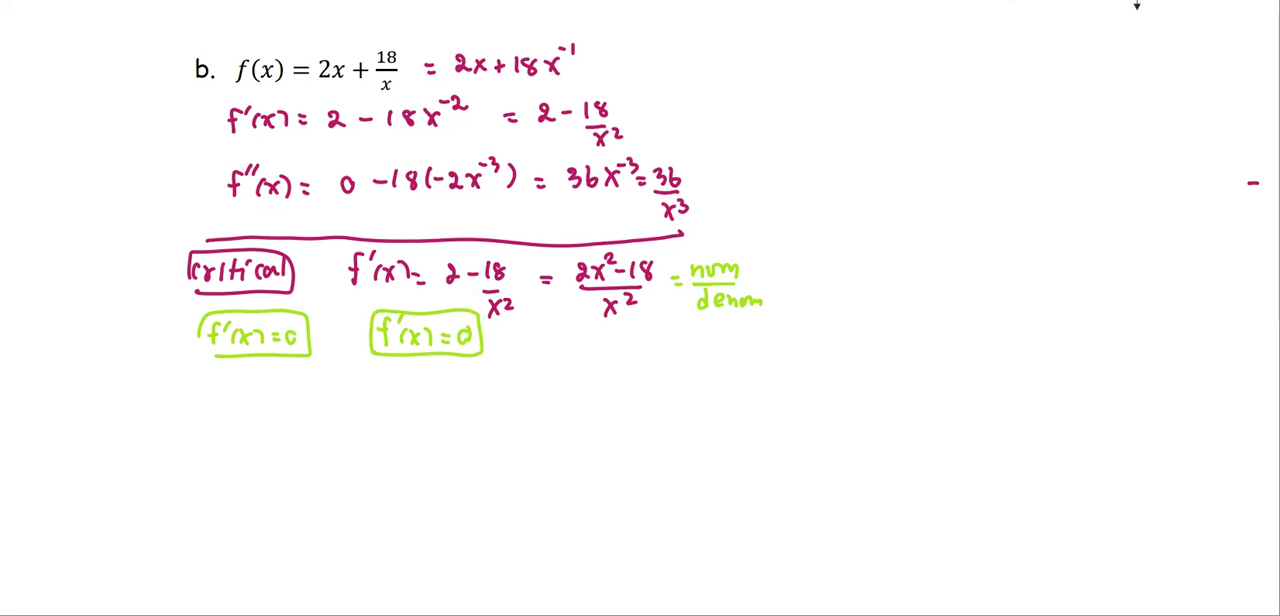 b. f(x) = 2x + 18/x = 2x + 18x⁻¹
f'(x) = 2 - 18x⁻² = 2 - 18/x²
f''(x) = 0 - 18(-2x⁻³) = 36x⁻³ = 36/x³
critical f'(x) = 2 - 18/x² = 2x² - 18/x² = num/denom
f'(x) = 0 f'(x) = 0